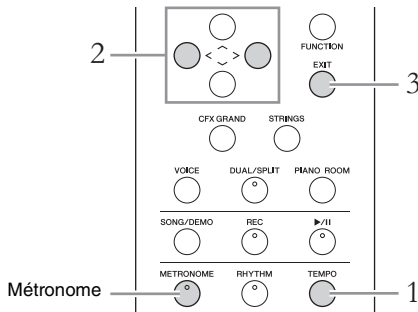 2
FUNCTION
EXIT
3
CFX GRAND STRINGS
VOICE DUAL/SPLIT PIANO ROOM
SONG/DEMO REC ►/II
METRONOME RHYTHM TEMPO
Métronome
1